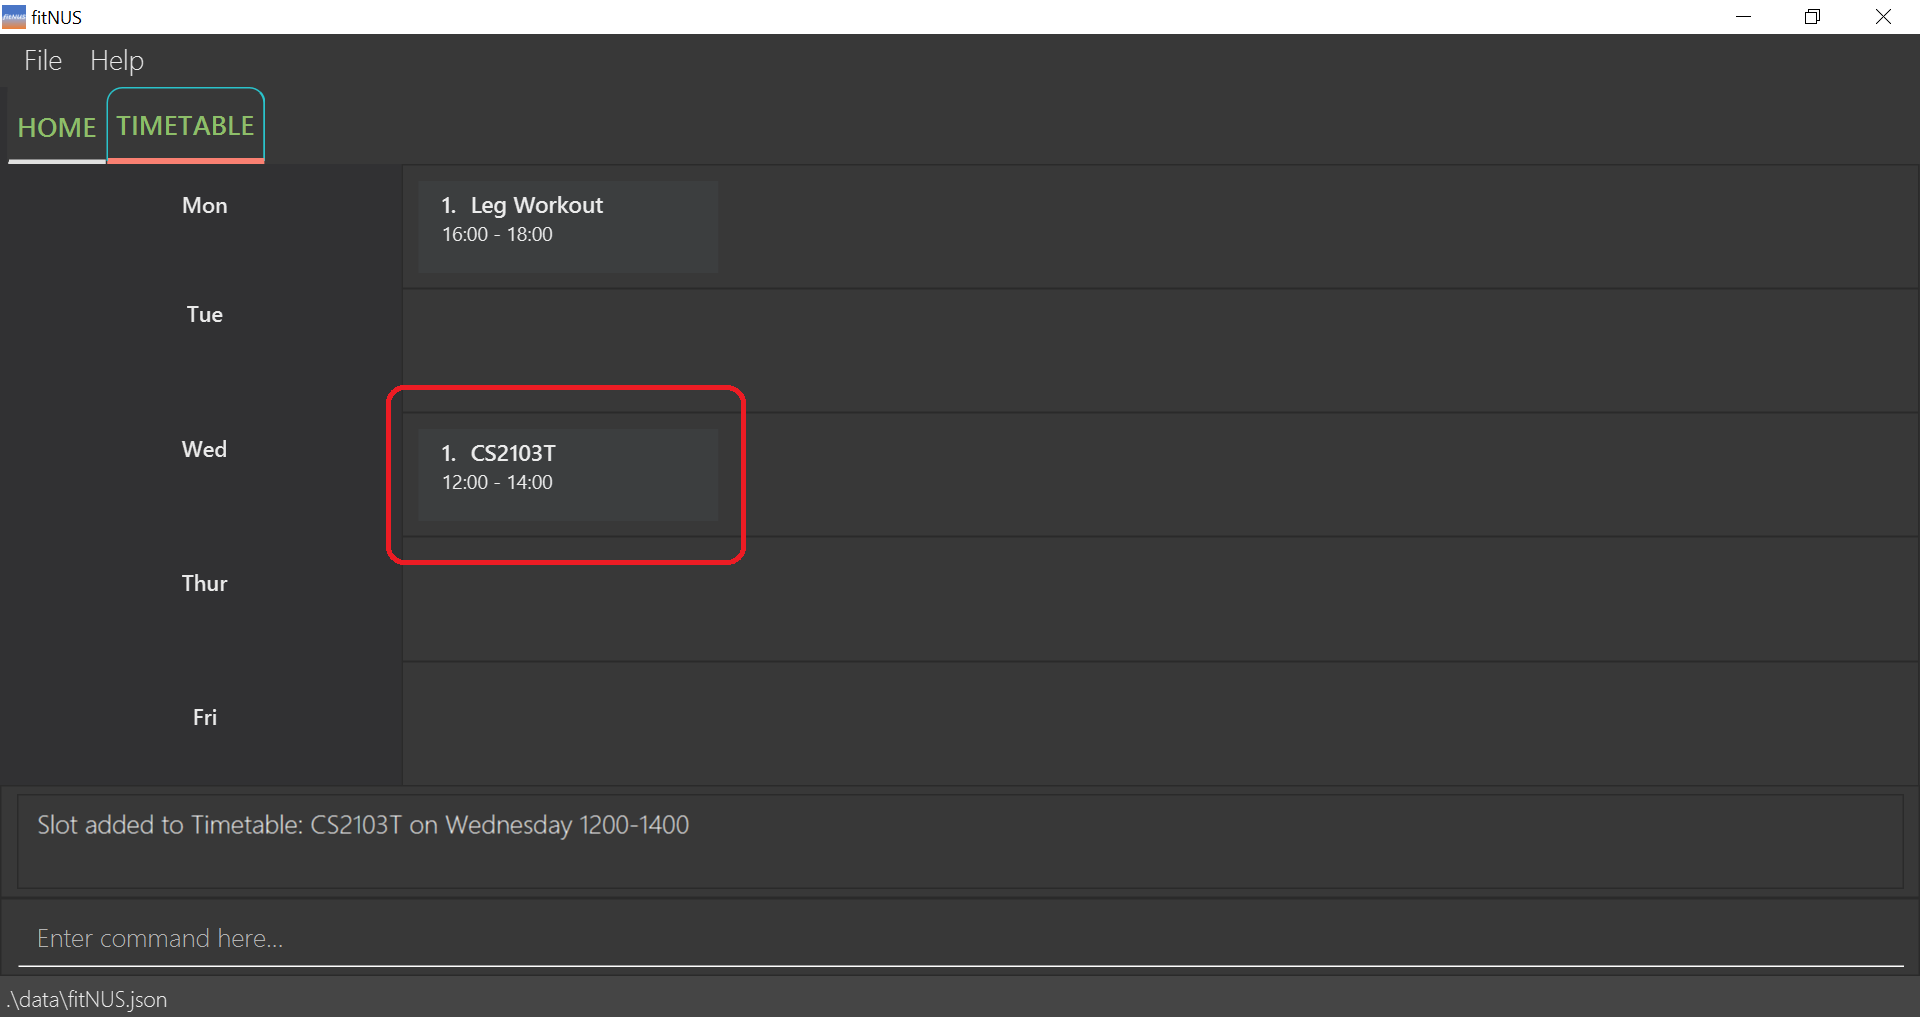 fitNUS
File Help
HOME TIMETABLE
Mon
1. Leg Workout
16:00 - 18:00
Tue
Wed
1. CS2103T
12:00 - 14:00
Thur
Fri
Slot added to Timetable: CS2103T on Wednesday 1200-1400
Enter command here...
.\data\fitNUS.json